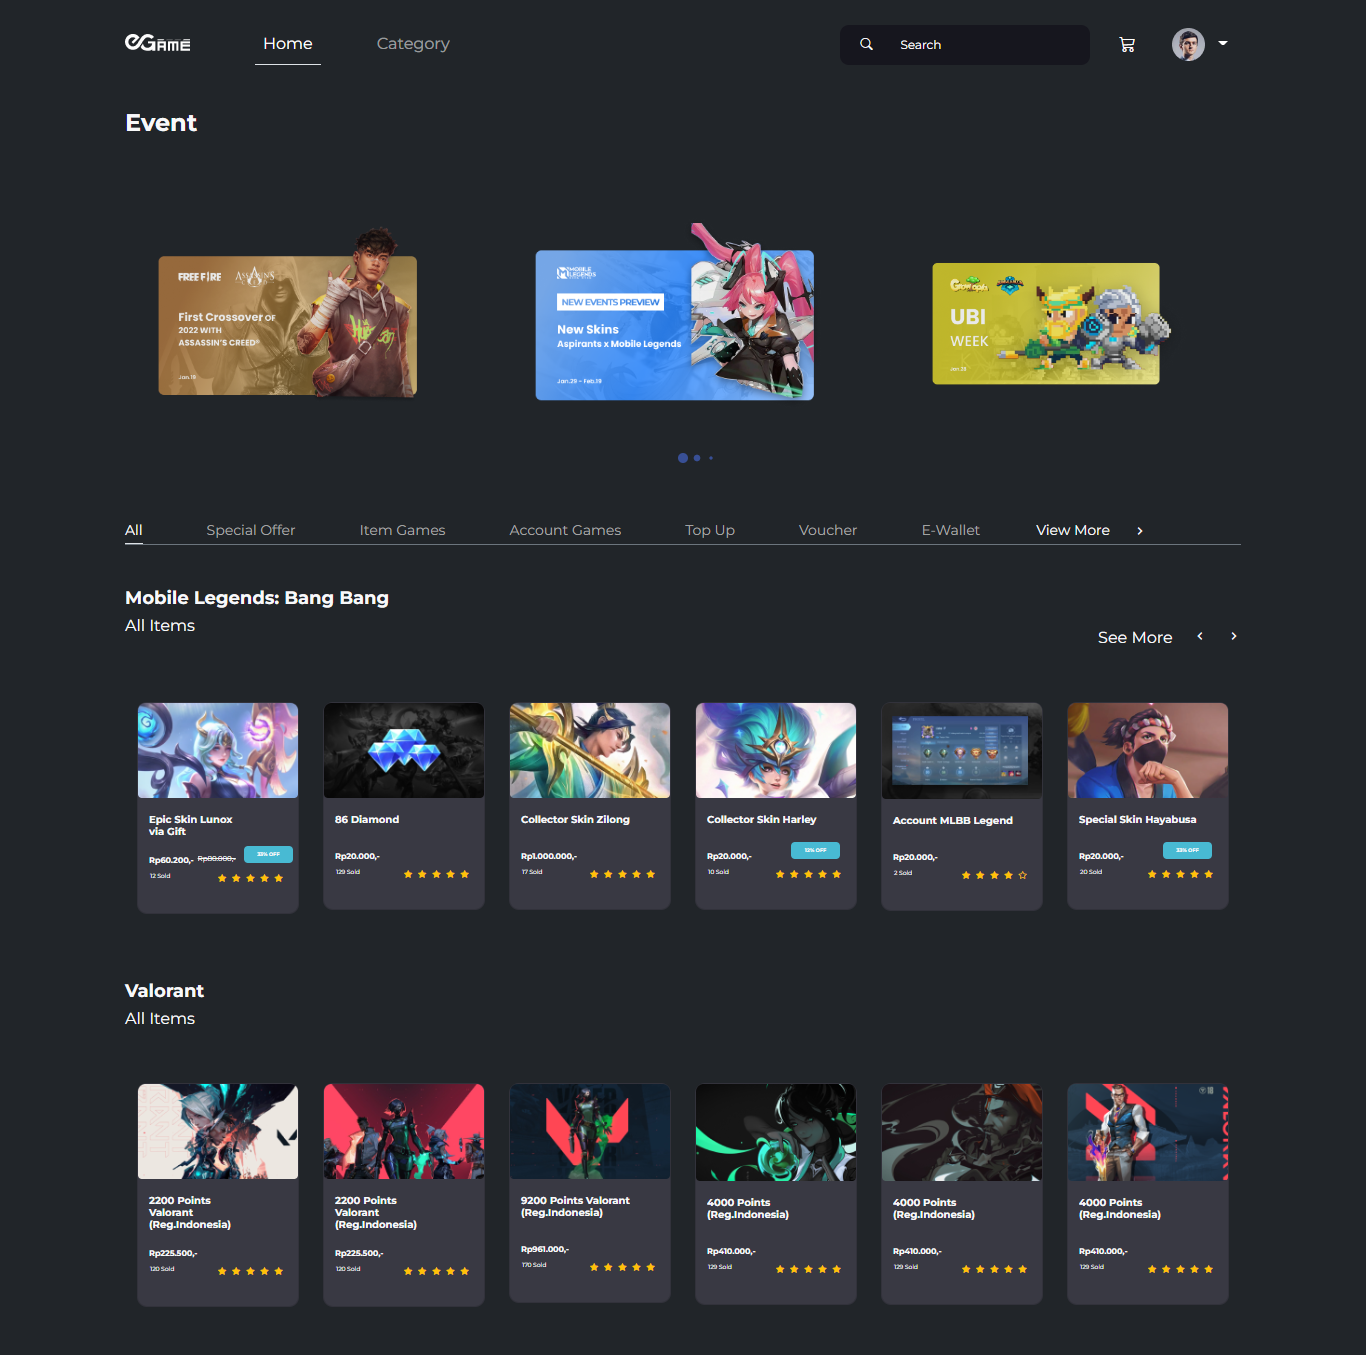 eGAME
Home
Category
Search
Event
FREE FIRE
ASSASSIN'S
First Crossover OF
2022 WITH
ASSASSIN'S CREED®
Jan.19
MOBILE
LEGENDS
NEW EVENTS PREVIEW
New Skins
Aspirants x Mobile Legends
Jan.29 - Feb.19
Growtopia
UBI
WEEK
Jan.28
All
Special Offer
Item Games
Account Games
Top Up
Voucher
E-Wallet
View More
Mobile Legends: Bang Bang
All Items
See More
Epic Skin Lunox
via Gift
Rp60.200,- Rp80.000,-
12 Sold
86 Diamond
Rp20.000,-
129 Sold
Collector Skin Zilong
Rp1.000.000,-
17 Sold
Collector Skin Harley
Rp20.000,-
10 Sold
Account MLBB Legend
Rp20.000,-
2 Sold
Special Skin Hayabusa
33% OFF
Rp20.000,-
20 Sold
Valorant
All Items
2200 Points
Valorant
(Reg.Indonesia)
Rp225.500,-
120 Sold
2200 Points
Valorant
(Reg.Indonesia)
Rp225.500,-
120 Sold
9200 Points Valorant
(Reg.Indonesia)
Rp961.000,-
170 Sold
4000 Points
(Reg.Indonesia)
Rp410.000,-
129 Sold
4000 Points
(Reg.Indonesia)
Rp410.000,-
129 Sold
4000 Points
(Reg.Indonesia)
Rp410.000,-
129 Sold